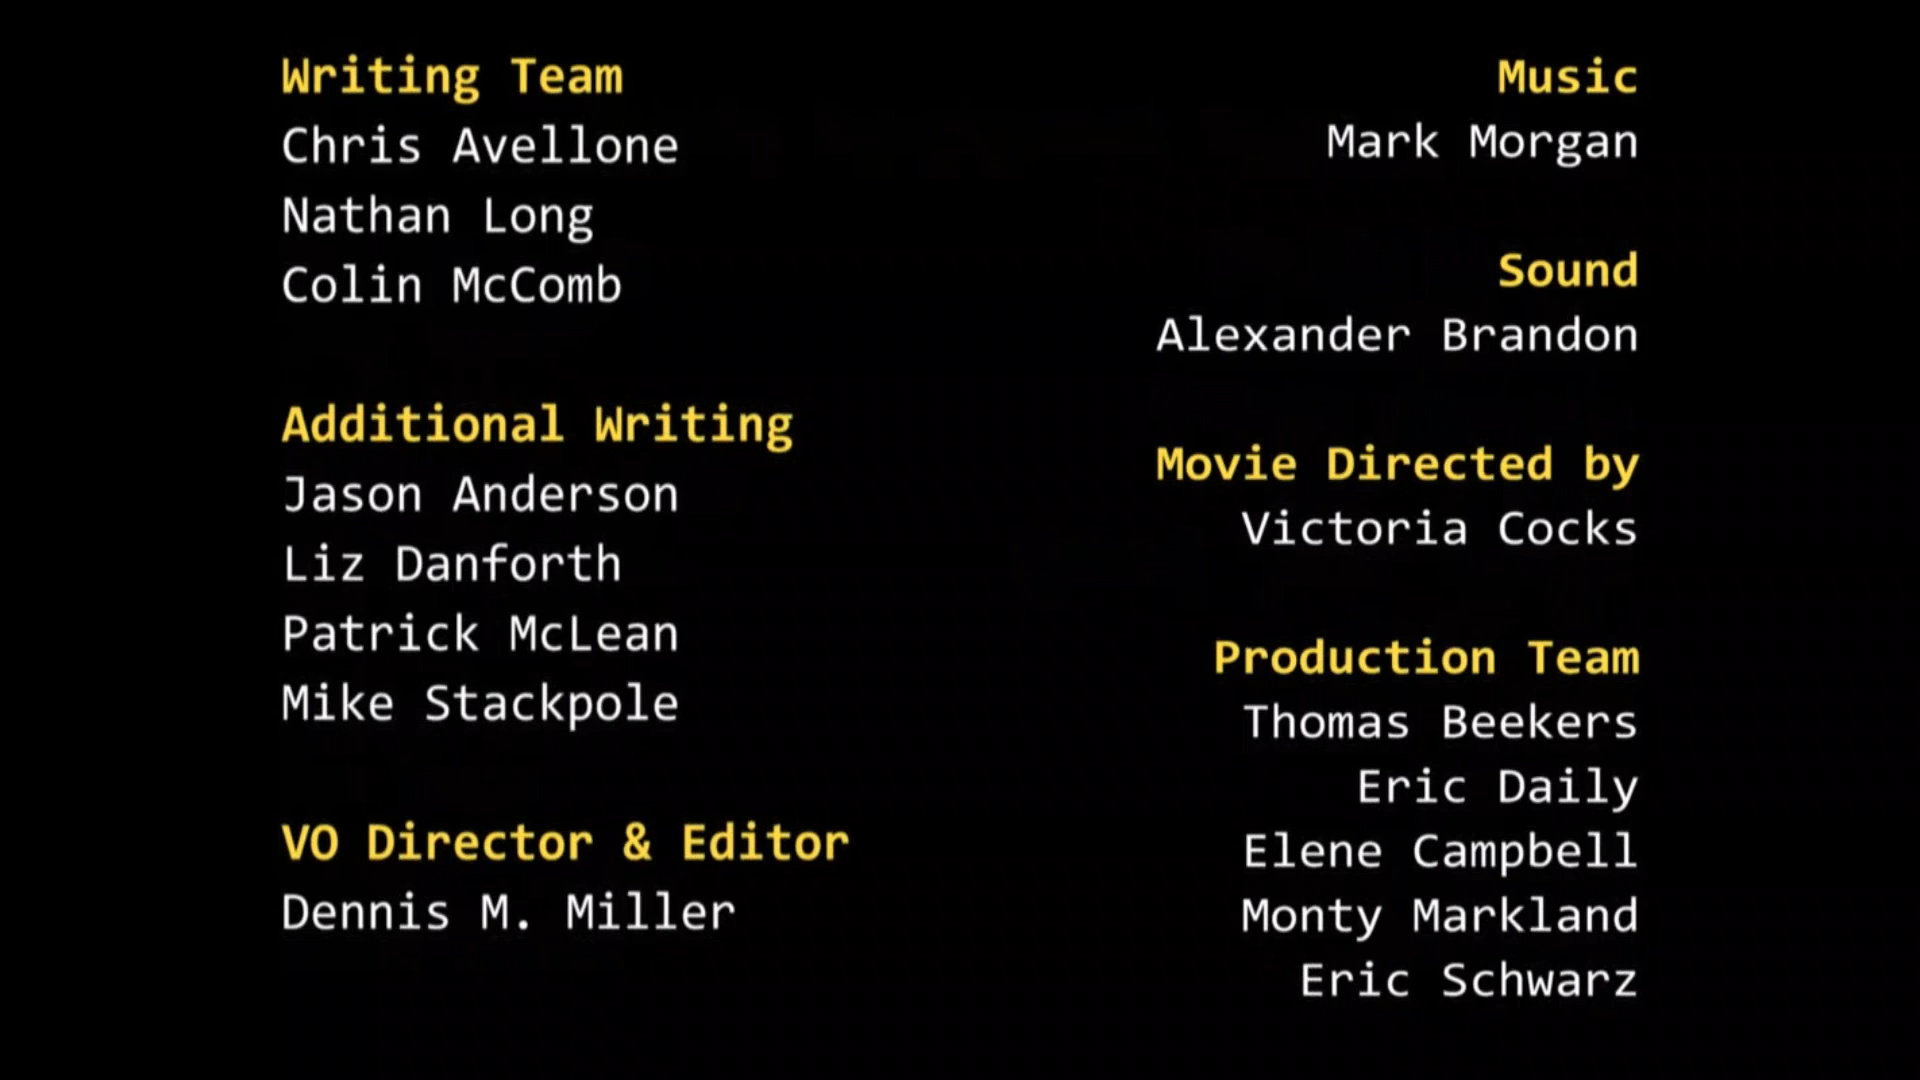 Writing Team
Chris Avellone
Nathan Long
Colin McComb
Additional Writing
Jason Anderson
Liz Danforth
Patrick McLean
Mike Stackpole
VO Director & Editor
Dennis M. Miller
Music
Mark Morgan
Sound
Alexander Brandon
Movie Directed by
Victoria Cocks
Production Team
Thomas Beekers
Eric Daily
Elene Campbell
Monty Markland
Eric Schwarz